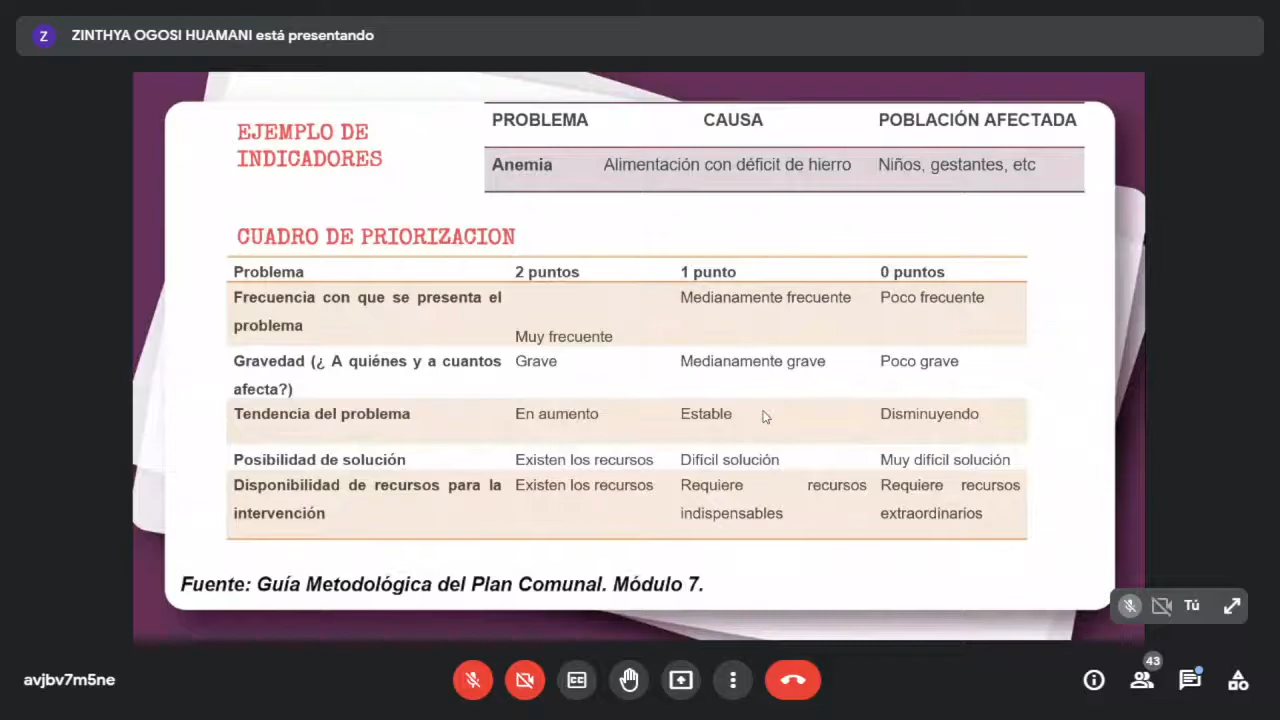 Z ZINTHYA OGOSI HUAMANI está presentando
EJEMPLO DE
INDICADORES
PROBLEMA CAUSA POBLACIÓN AFECTADA
Anemia Alimentación con déficit de hierro Niños, gestantes, etc
CUADRO DE PRIORIZACION
Problema 2 puntos 1 punto 0 puntos
Frecuencia con que se presenta el Medianamente frecuente Poco frecuente
problema
Muy frecuente
Gravedad (¿ A quiénes y a cuantos Grave Medianamente grave Poco grave
afecta?)
Tendencia del problema En aumento Estable Disminuyendo
Posibilidad de solución Existen los recursos Difícil solución Muy difícil solución
Disponibilidad de recursos para la Existen los recursos Requiere recursos Requiere recursos
intervención indispensables extraordinarios
Fuente: Guía Metodológica del Plan Comunal. Módulo 7.
Tú
avjbv7m5ne
43